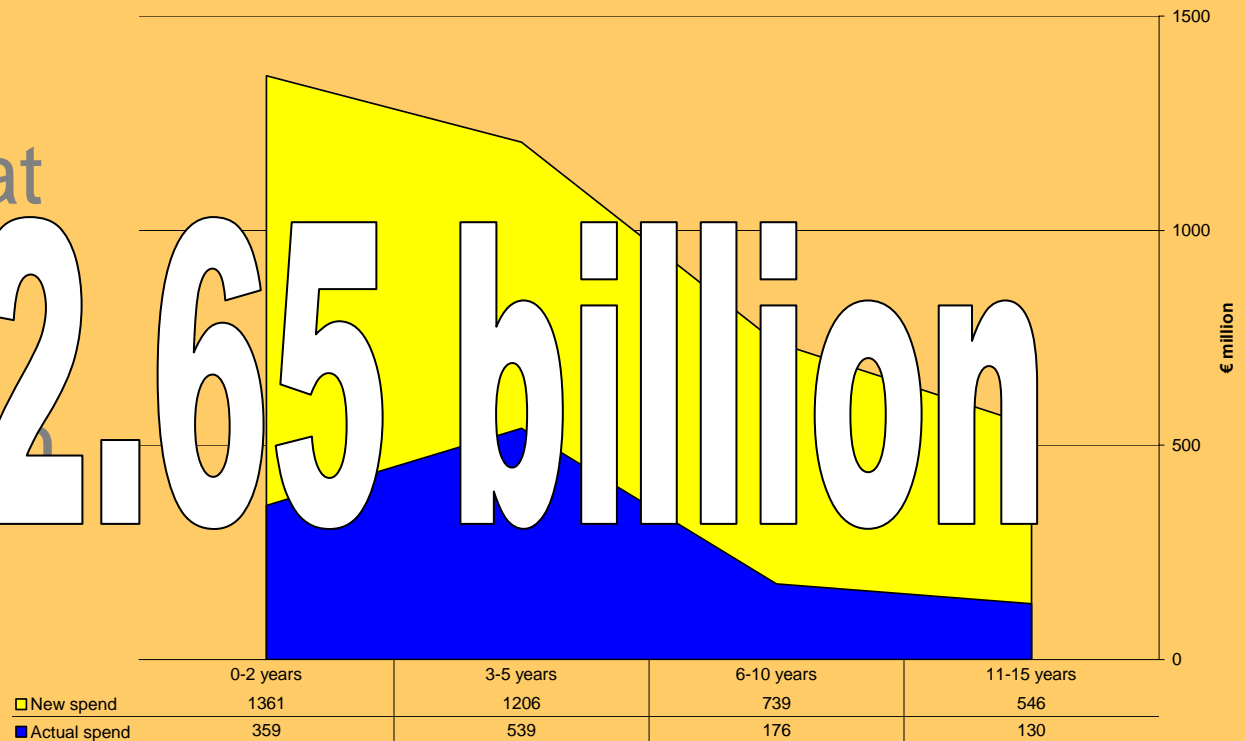 1500
at
2.65 billion
1000
€ million
500
0
0-2 years 3-5 years 6-10 years 11-15 years
New spend 1361 1206 739 546
Actual spend 359 539 176 130